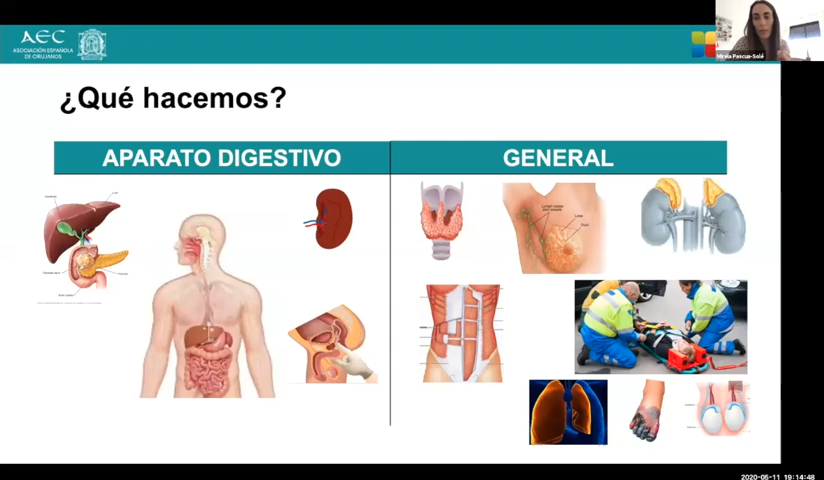 AEC
ASOCIACIÓN ESPAÑOLA
DE CIRUJANOS
Mireia Pascua-Solé
¿Qué hacemos?
APARATO DIGESTIVO
GENERAL
2020-06-11 19:14:48